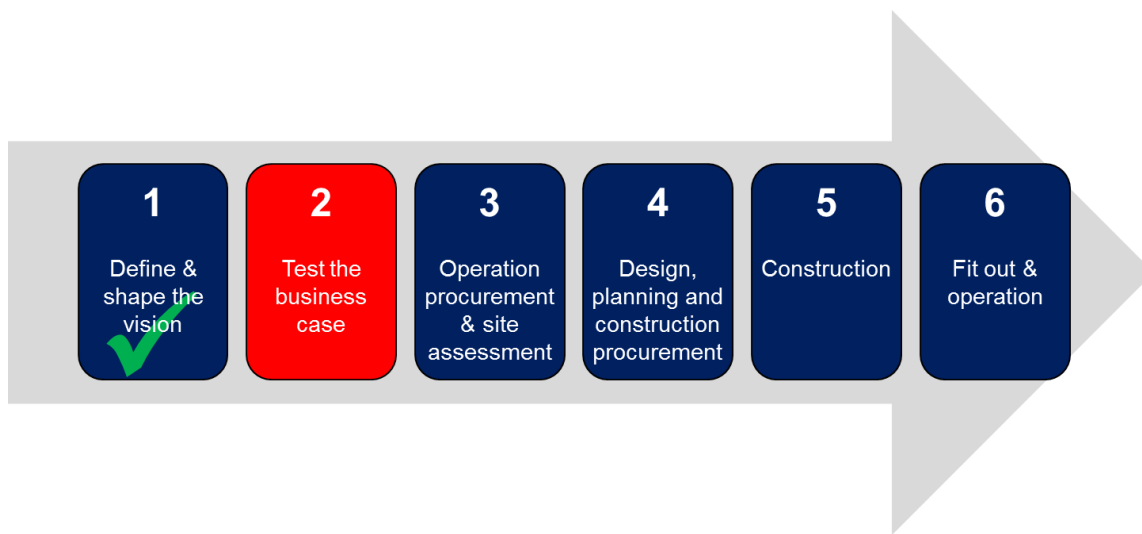 1
Define &
shape the
vision
2
Test the
business
case
3
Operation
procurement
& site
assessment
4
Design,
planning and
construction
procurement
5
Construction
6
Fit out &
operation